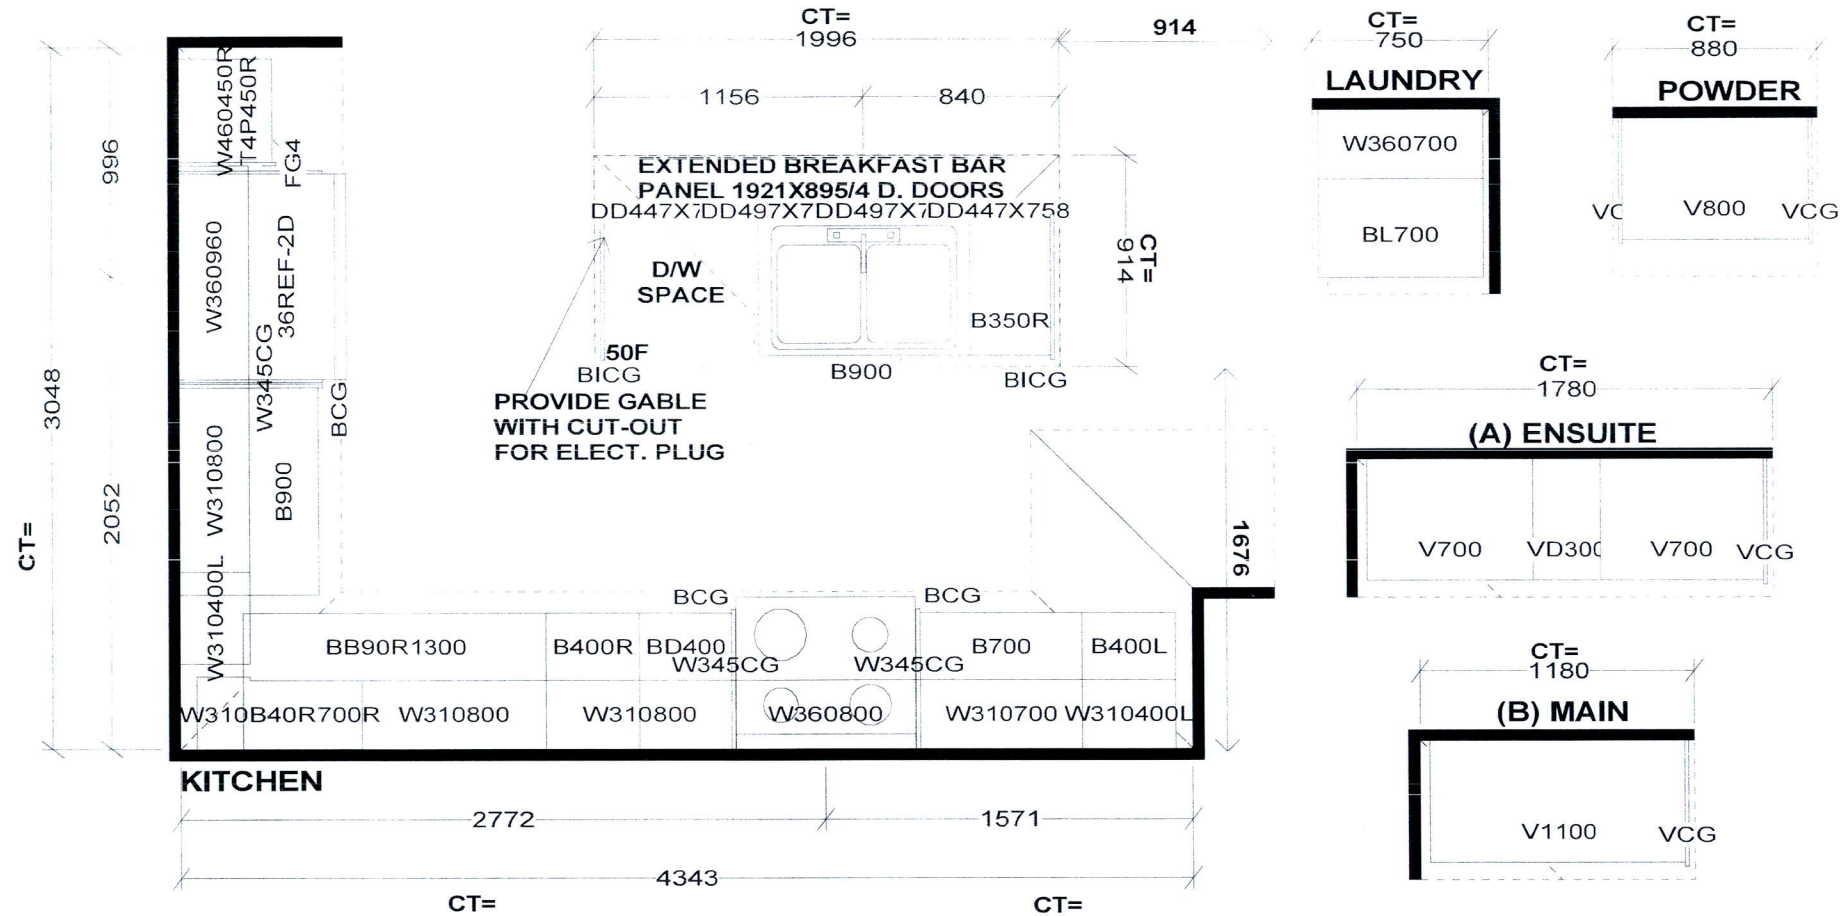 CT=
1996
914
1156
840
CT=
750
LAUNDRY
W360700
BL700
CT=
880
POWDER
V800
VCG
W460450R
T4P450R
FG4
996
W360960
36REF-2D
W345CG
BCG
3048
CT=
2052
W310800
B900
W310400L
EXTENDED BREAKFAST BAR
PANEL 1921X895/4 D. DOORS
DD447X7DD497X7DD497X7DD447X758
D/W
SPACE
B350R
CT=
914
50F
BICG
B900
BICG
PROVIDE GABLE
WITH CUT-OUT
FOR ELECT. PLUG
1676
CT=
1780
(A) ENSUITE
V700
VD300
V700
VCG
BCG
BCG
BB90R1300
B400R
BD400
B700
B400L
W345CG
W345CG
W310B40R700R
W310800
W310800
W360800
W310700
W310400L
KITCHEN
2772
1571
4343
CT=
CT=
CT=
1180
(B) MAIN
V1100
VCG